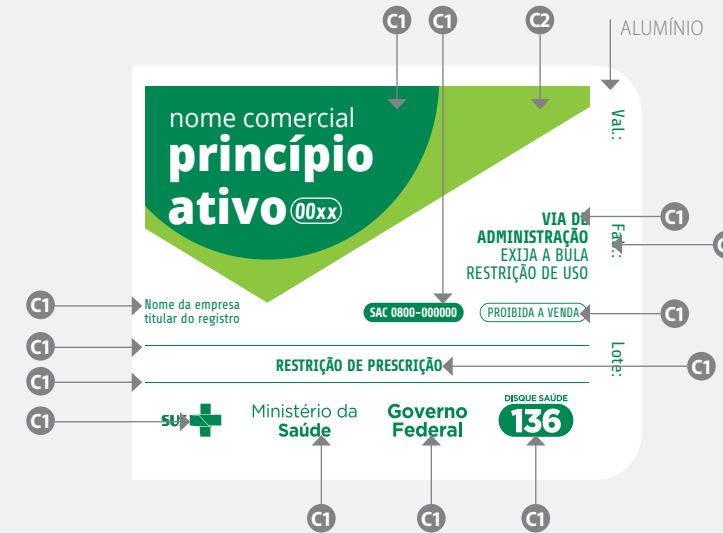 C1
C1
C2
ALUMÍNIO
nome comercial
princípio
ativo 00xx
Val.:
VIA DE
ADMINISTRAÇÃO
EXIJA A BULA
RESTRIÇÃO DE USO
C1
Fab.:
C1
Nome da empresa
titular do registro
SAC 0800-000000
PROIBIDA A VENDA
C1
C1
RESTRIÇÃO DE PRESCRIÇÃO
Lote:
C1
C1
C1
SUS
Ministério da
Saúde
Governo
Federal
DISQUE SAÚDE
136
C1
C1
C1